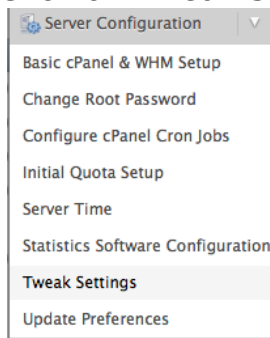 Server Configuration
Basic cPanel & WHM Setup
Change Root Password
Configure cPanel Cron Jobs
Initial Quota Setup
Server Time
Statistics Software Configuration
Tweak Settings
Update Preferences